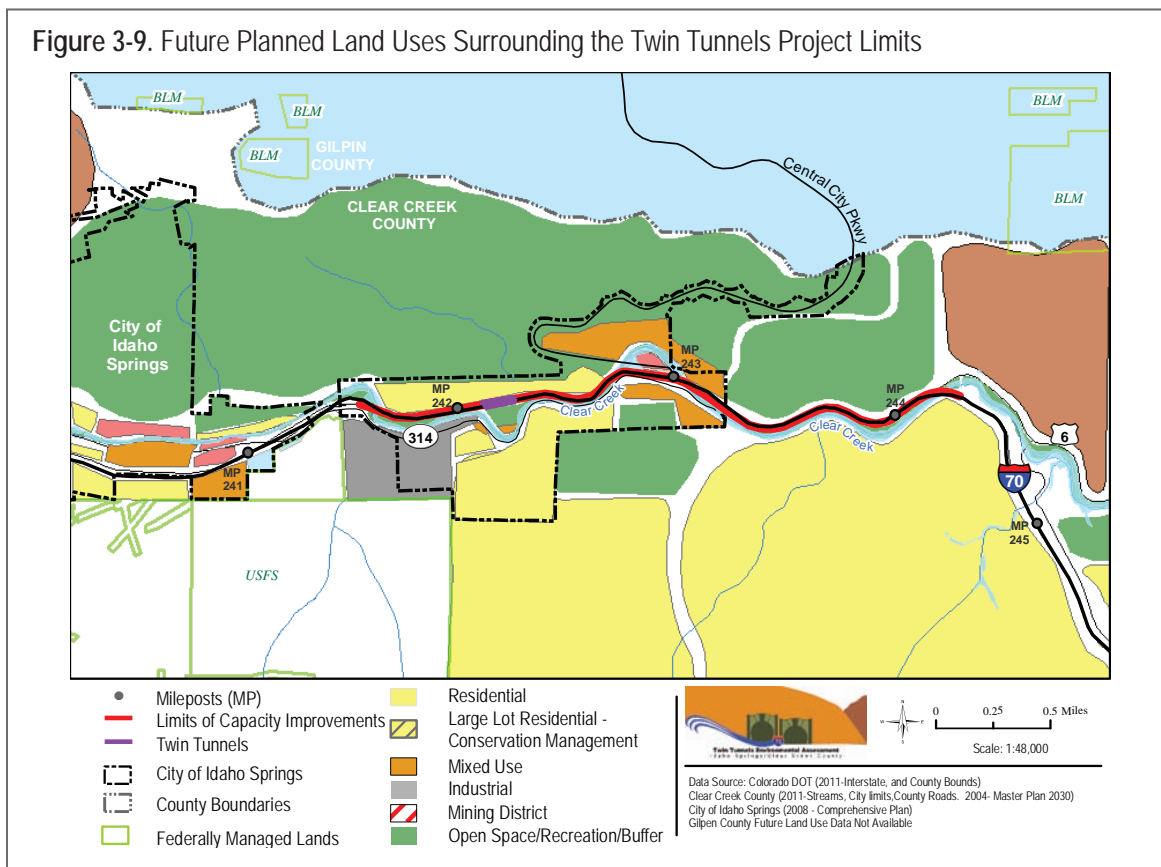 Figure 3-9. Future Planned Land Uses Surrounding the Twin Tunnels Project Limits
BLM
BLM
BLM
BLM
BLM
GILPIN
COUNTY
Central City Pkwy
CLEAR CREEK
COUNTY
City of
Idaho
Springs
MP
243
MP
242
MP
244
Clear Creek
Clear Creek
314
6
MP
241
70
MP
245
USFS
Mileposts (MP)
Limits of Capacity Improvements
Twin Tunnels
City of Idaho Springs
County Boundaries
Federally Managed Lands
Residential
Large Lot Residential -
Conservation Management
Mixed Use
Industrial
Mining District
Open Space/Recreation/Buffer
Twin Tunnels Environmental Assessment
Idaho Springs/Clear Creek County
N
W
E
S
0 0.25 0.5 Miles
Scale: 1:48,000
Data Source: Colorado DOT (2011-Interstate, and County Bounds)
Clear Creek County (2011-Streams, City limits,County Roads. 2004- Master Plan 2030)
City of Idaho Springs (2008 - Comprehensive Plan)
Gilpen County Future Land Use Data Not Available